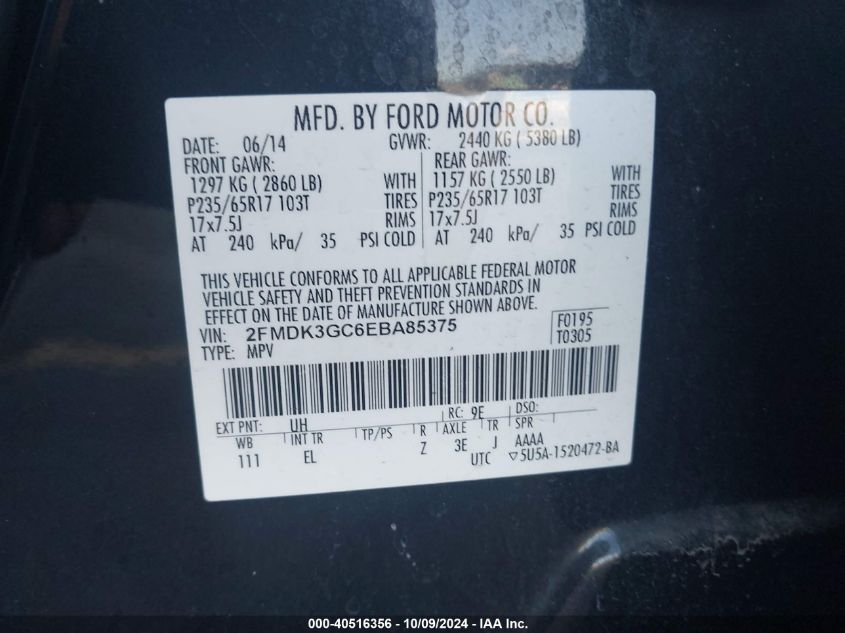 MFD. BY FORD MOTOR CO.
DATE: 06/14 GVWR: 2440 KG ( 5380 LB)
FRONT GAWR: REAR GAWR:
1297 KG ( 2860 LB) WITH 1157 KG ( 2550 LB) WITH
P235/65R17 103T TIRES P235/65R17 103T TIRES
17x7.5J RIMS 17x7.5J RIMS
AT 240 kPa/ 35 PSI COLD AT 240 kPa/ 35 PSI COLD
THIS VEHICLE CONFORMS TO ALL APPLICABLE FEDERAL MOTOR
VEHICLE SAFETY AND THEFT PREVENTION STANDARDS IN
EFFECT ON THE DATE OF MANUFACTURE SHOWN ABOVE.
VIN: 2FMDK3GC6EBA85375 F0195
TYPE: MPV T0305
EXT PNT: UH RC: 9E DSO:
WB INT TR TP/PS R AXLE TR SPR
111 EL Z 3E J AAAA
UTC ▽5U5A-1520472-BA
000-40516356 - 10/09/2024 - IAA Inc.